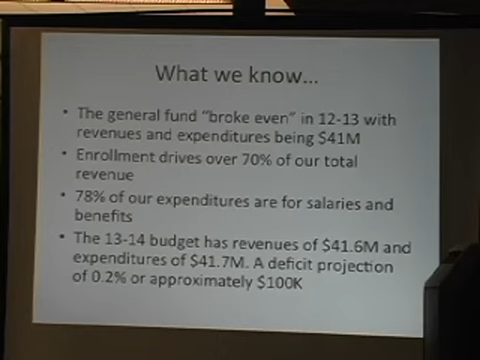 What we know...
• The general fund "broke even" in 12-13 with
revenues and expenditures being $41M
• Enrollment drives over 70% of our total
revenue
• 78% of our expenditures are for salaries and
benefits
• The 13-14 budget has revenues of $41.6M and
expenditures of $41.7M. A deficit projection
of 0.2% or approximately $100K